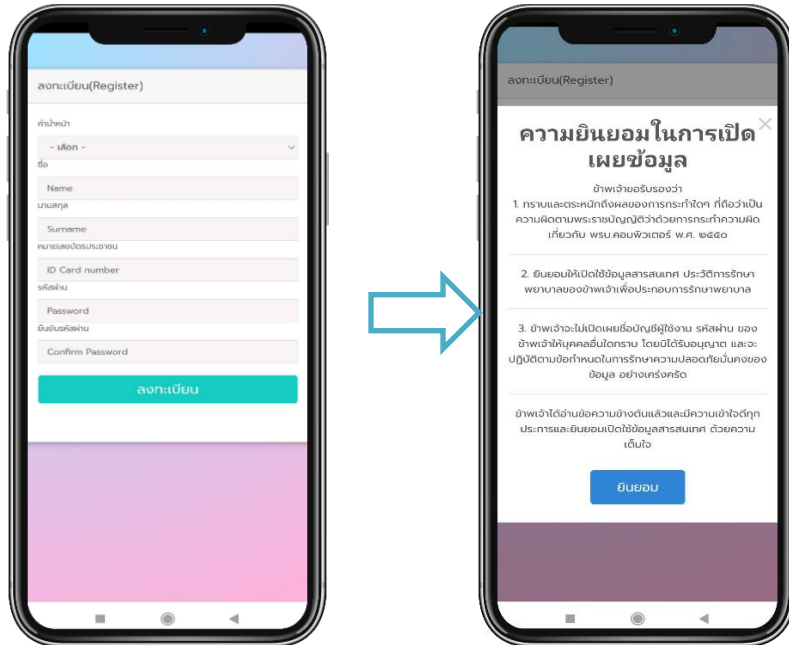 ลงทะเบียน(Register)
คำนำหน้า
- เลือก -
ชื่อ
Name
นามสกุล
Surname
หมายเลขบัตรประชาชน
ID Card number
รหัสผ่าน
Password
ยืนยันรหัสผ่าน
Confirm Password
ลงทะเบียน
ลงทะเบียน(Register)
ความยินยอมในการเปิด
เผยข้อมูล
ข้าพเจ้าขอรับรองว่า
1. ทราบและตระหนักถึงผลของการกระทำใดๆ ที่ถือว่าเป็น
ความผิดตามพระราชบัญญัติว่าด้วยการกระทำความผิด
เกี่ยวกับ พรบ.คอมพิวเตอร์ พ.ศ. ๒๕๕๐
2. ยินยอมให้เปิดใช้ข้อมูลสารสนเทศ ประวัติการรักษา
พยาบาลของข้าพเจ้าเพื่อประกอบการรักษาพยาบาล
3. ข้าพเจ้าจะไม่เปิดเผยชื่อบัญชีผู้ใช้งาน รหัสผ่าน ของ
ข้าพเจ้าให้บุคคลอื่นใดทราบ โดยมิได้รับอนุญาต และจะ
ปฏิบัติตามข้อกำหนดในการรักษาความปลอดภัยมั่นคงของ
ข้อมูล อย่างเคร่งครัด
ข้าพเจ้าได้อ่านข้อความข้างต้นแล้วและมีความเข้าใจดีทุก
ประการและยินยอมเปิดใช้ข้อมูลสารสนเทศ ด้วยความ
เต็มใจ
ยินยอม